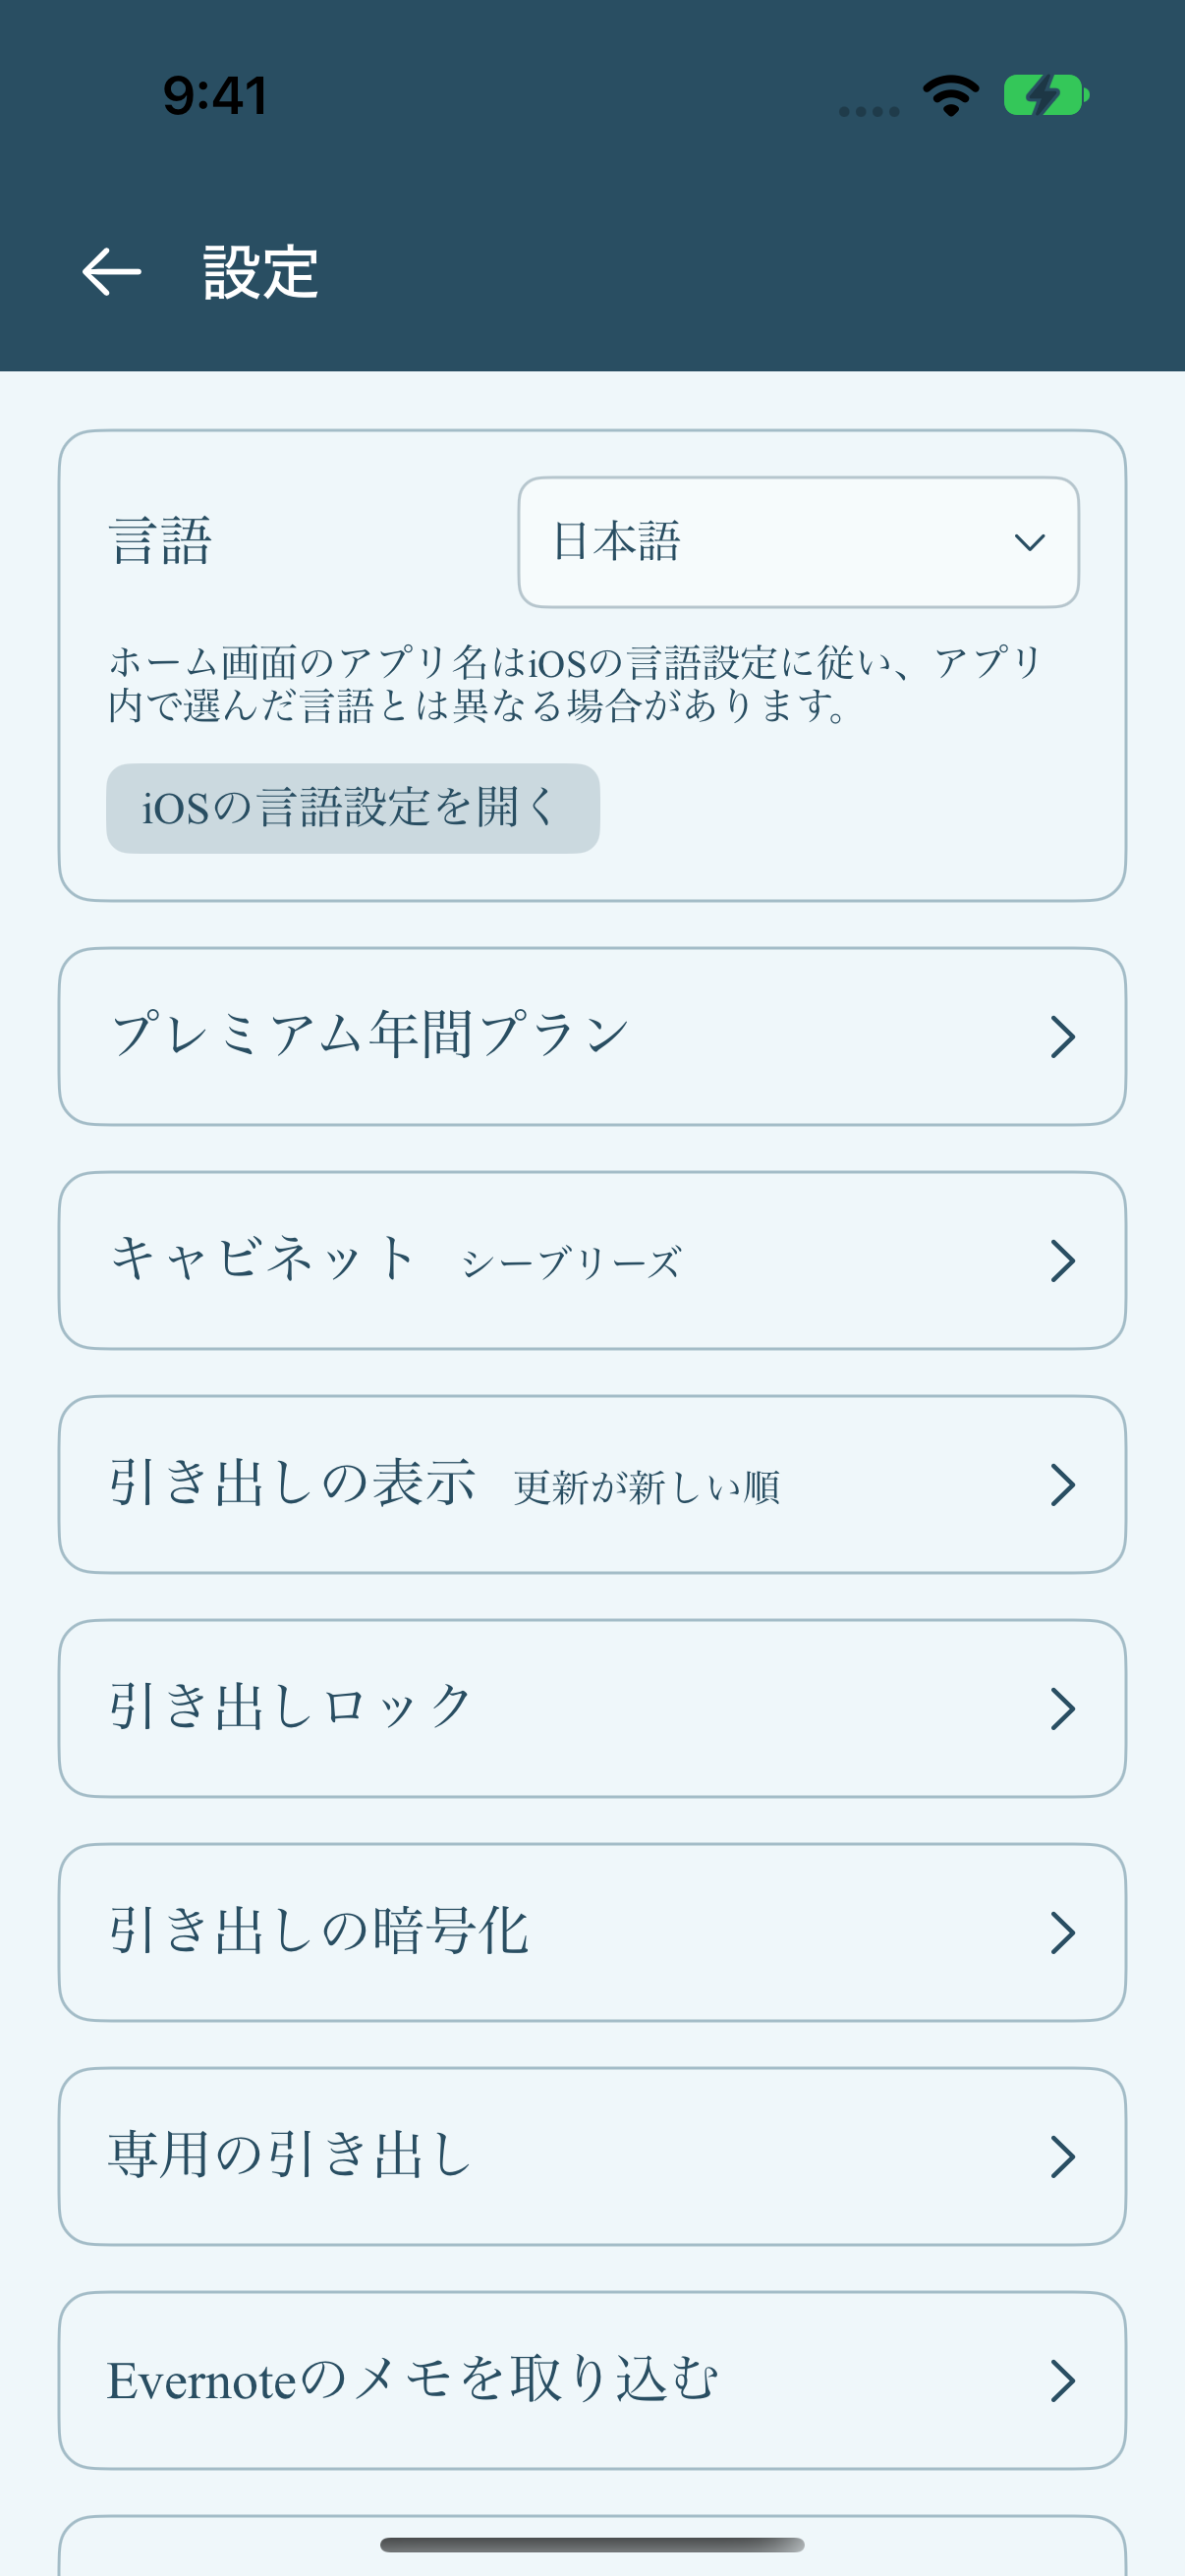 9:41
設定
言語
日本語
ホーム画面のアプリ名はiOSの言語設定に従い、アプリ
内で選んだ言語とは異なる場合があります。
iOSの言語設定を開く
プレミアム年間プラン
キャビネット シーブリーズ
引き出しの表示 更新が新しい順
引き出しロック
引き出しの暗号化
専用の引き出し
Evernoteのメモを取り込む